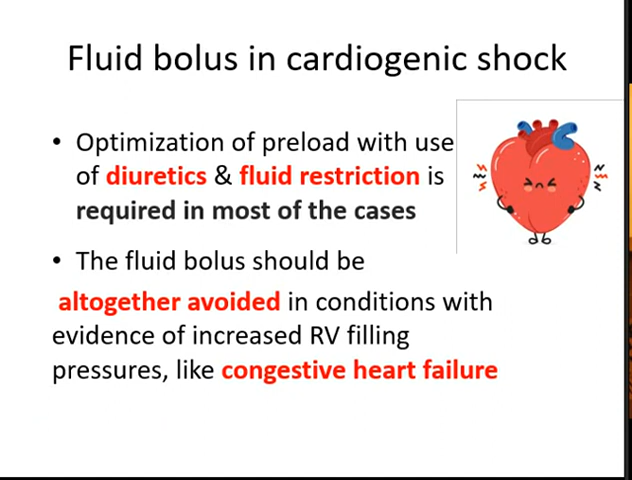 Fluid bolus in cardiogenic shock
• Optimization of preload with use
of diuretics & fluid restriction is
required in most of the cases
• The fluid bolus should be
altogether avoided in conditions with
evidence of increased RV filling
pressures, like congestive heart failure